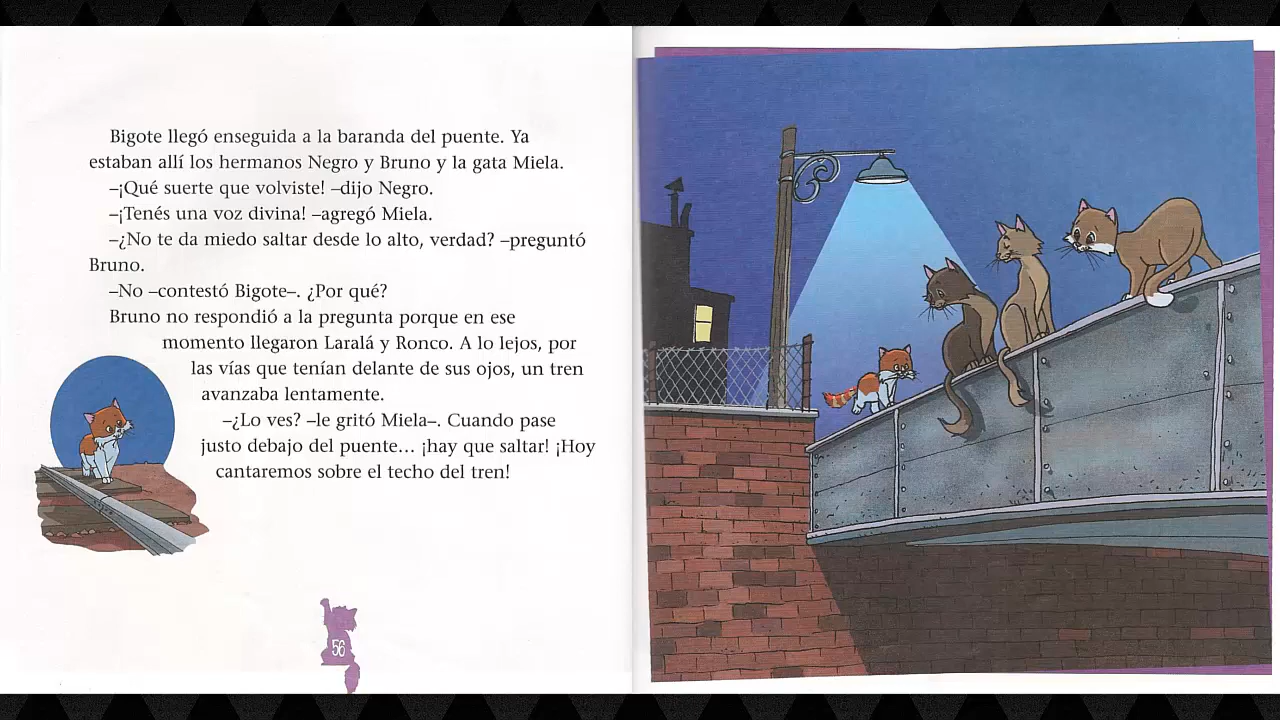 Bigote llegó enseguida a la baranda del puente. Ya
estaban allí los hermanos Negro y Bruno y la gata Miela.
–¡Qué suerte que volviste! –dijo Negro.
–¡Tenés una voz divina! –agregó Miela.
–¿No te da miedo saltar desde lo alto, verdad? –preguntó
Bruno.
–No –contestó Bigote–. ¿Por qué?
Bruno no respondió a la pregunta porque en ese
momento llegaron Laralá y Ronco. A lo lejos, por
las vías que tenían delante de sus ojos, un tren
avanzaba lentamente.
–¿Lo ves? –le gritó Miela–. Cuando pase
justo debajo del puente… ¡hay que saltar! ¡Hoy
cantaremos sobre el techo del tren!
56